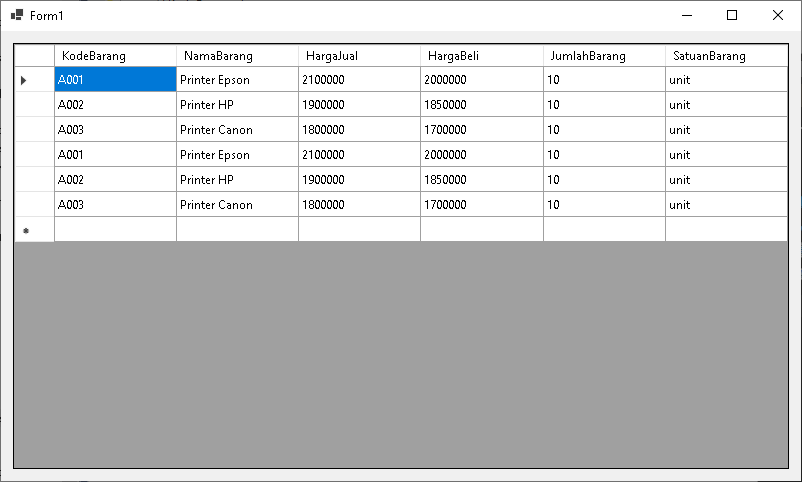 Form1
KodeBarang NamaBarang HargaJual HargaBeli JumlahBarang SatuanBarang
A001 Printer Epson 2100000 2000000 10 unit
A002 Printer HP 1900000 1850000 10 unit
A003 Printer Canon 1800000 1700000 10 unit
A001 Printer Epson 2100000 2000000 10 unit
A002 Printer HP 1900000 1850000 10 unit
A003 Printer Canon 1800000 1700000 10 unit